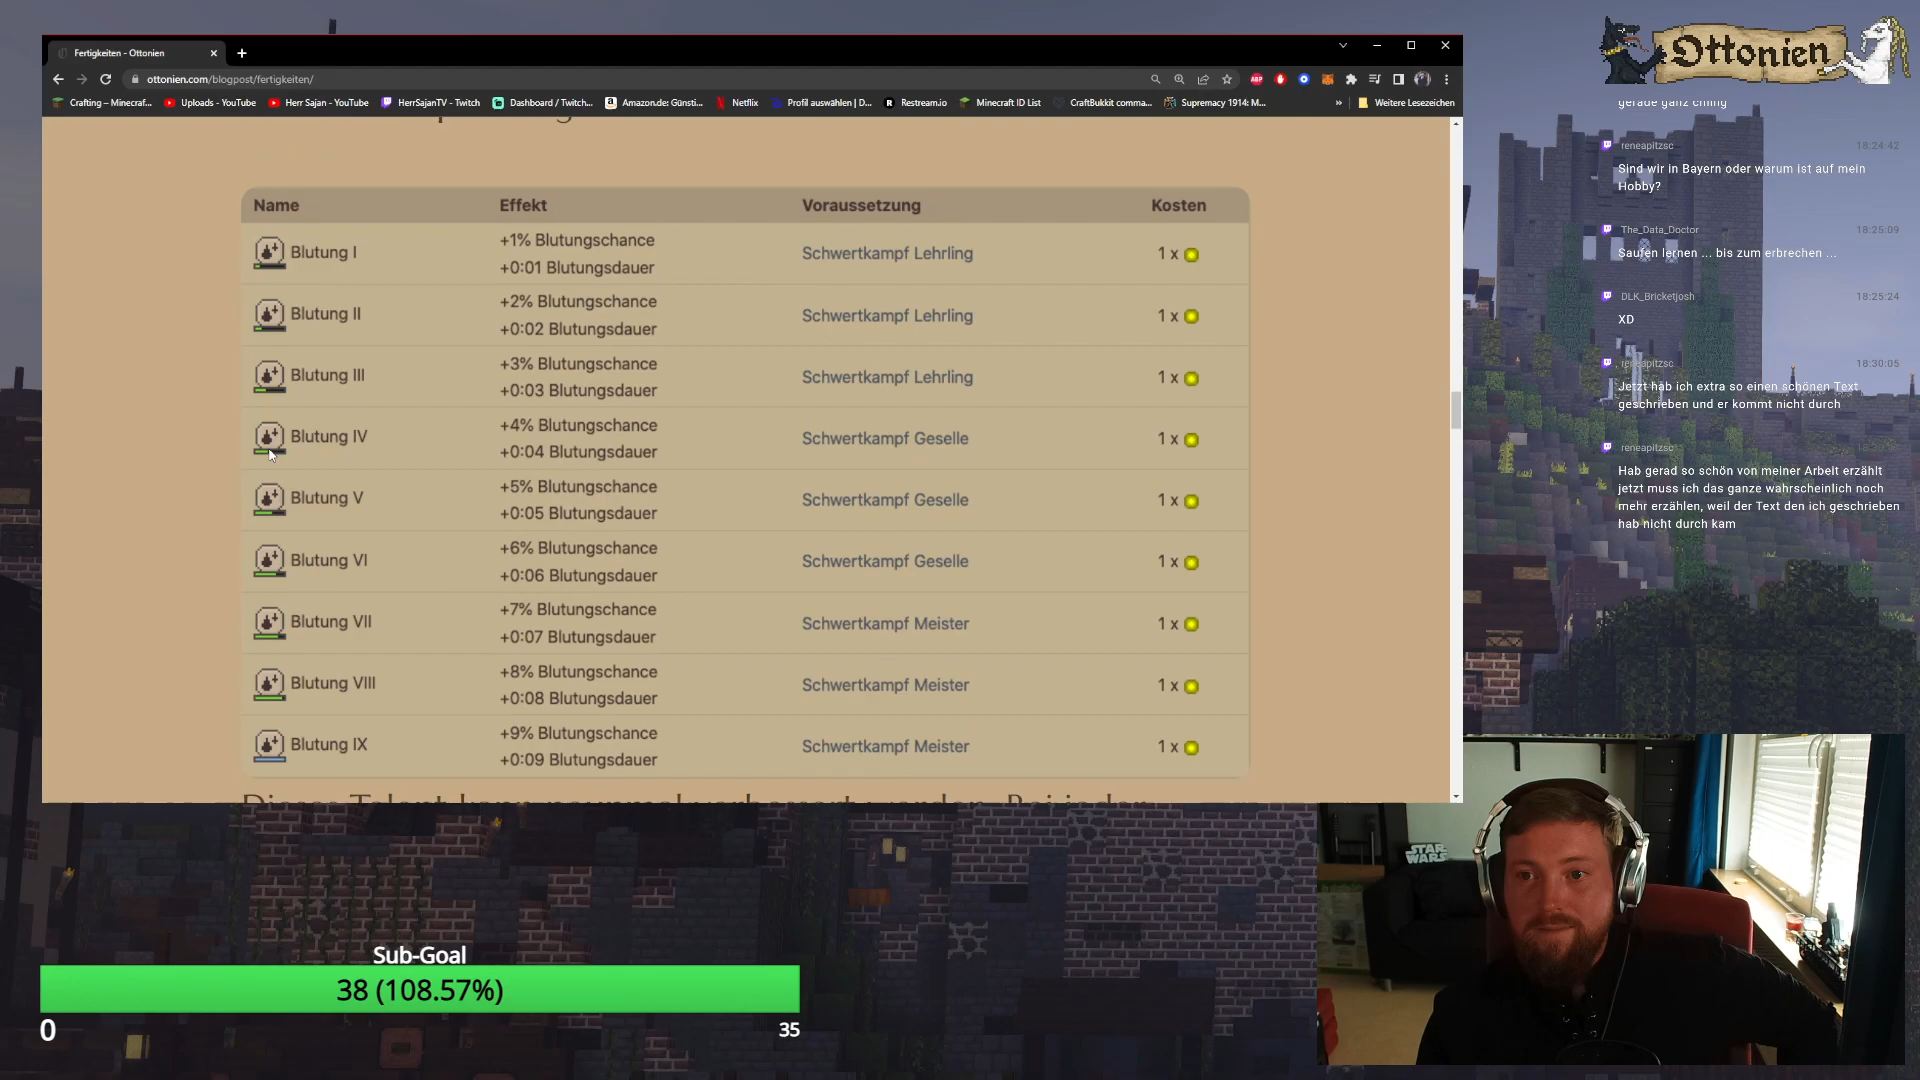 Fertigkeiten - Ottonien
ottonien.com/blogpost/fertigkeiten/
Crafting – Minecraf...
Uploads - YouTube
Herr Sajan - YouTube
HerrSajanTV - Twitch
Dashboard / Twitch...
Amazon.de: Günsti...
Netflix
Profil auswählen | D...
Restream.io
Minecraft ID List
CraftBukkit comma...
Supremacy 1914: M...
»
Weitere Lesezeichen
Name Effekt Voraussetzung Kosten
Blutung I +1% Blutungschance Schwertkampf Lehrling 1 x
+0:01 Blutungsdauer
Blutung II +2% Blutungschance Schwertkampf Lehrling 1 x
+0:02 Blutungsdauer
Blutung III +3% Blutungschance Schwertkampf Lehrling 1 x
+0:03 Blutungsdauer
Blutung IV +4% Blutungschance Schwertkampf Geselle 1 x
+0:04 Blutungsdauer
Blutung V +5% Blutungschance Schwertkampf Geselle 1 x
+0:05 Blutungsdauer
Blutung VI +6% Blutungschance Schwertkampf Geselle 1 x
+0:06 Blutungsdauer
Blutung VII +7% Blutungschance Schwertkampf Meister 1 x
+0:07 Blutungsdauer
Blutung VIII +8% Blutungschance Schwertkampf Meister 1 x
+0:08 Blutungsdauer
Blutung IX +9% Blutungschance Schwertkampf Meister 1 x
+0:09 Blutungsdauer
Ottonien
reneapitzsc 18:24:42
Sind wir in Bayern oder warum ist auf mein
Hobby?
The_Data_Doctor 18:25:09
Saufen lernen ... bis zum erbrechen ...
DLK_Bricketjosh 18:25:24
XD
reneapitzsc 18:30:05
Jetzt hab ich extra so einen schönen Text
geschrieben und er kommt nicht durch
reneapitzsc
Hab gerad so schön von meiner Arbeit erzählt
jetzt muss ich das ganze wahrscheinlich noch
mehr erzählen, weil der Text den ich geschrieben
hab nicht durch kam
STAR
WARS
Sub-Goal
38 (108.57%)
0 35